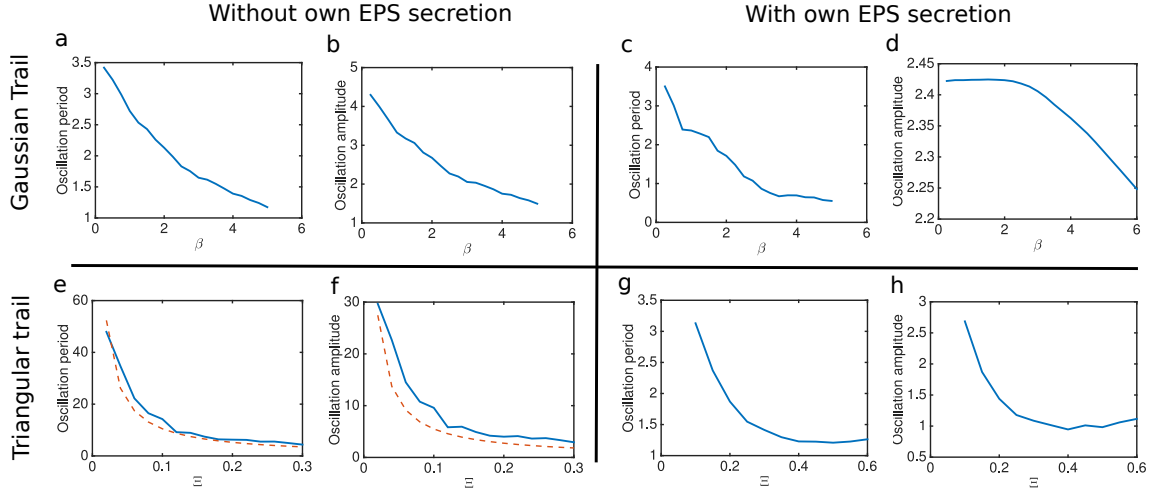 Without own EPS secretion
With own EPS secretion
Gaussian Trail
Triangular trail
a
Oscillation period
3.5
3
2.5
2
1.5
1
0
2
4
6
β
b
Oscillation amplitude
5
4
3
2
1
0
2
4
6
β
c
Oscillation period
4
3
2
1
0
0
2
4
6
β
d
Oscillation amplitude
2.45
2.4
2.35
2.3
2.25
2.2
0
2
4
6
β
e
Oscillation period
60
40
20
0
0
0.1
0.2
0.3
Ξ
f
Oscillation amplitude
30
20
10
0
0
0.1
0.2
0.3
Ξ
g
Oscillation period
3.5
3
2.5
2
1.5
1
0
0.2
0.4
0.6
Ξ
h
Oscillation amplitude
3
2.5
2
1.5
1
0.5
0
0.2
0.4
0.6
Ξ